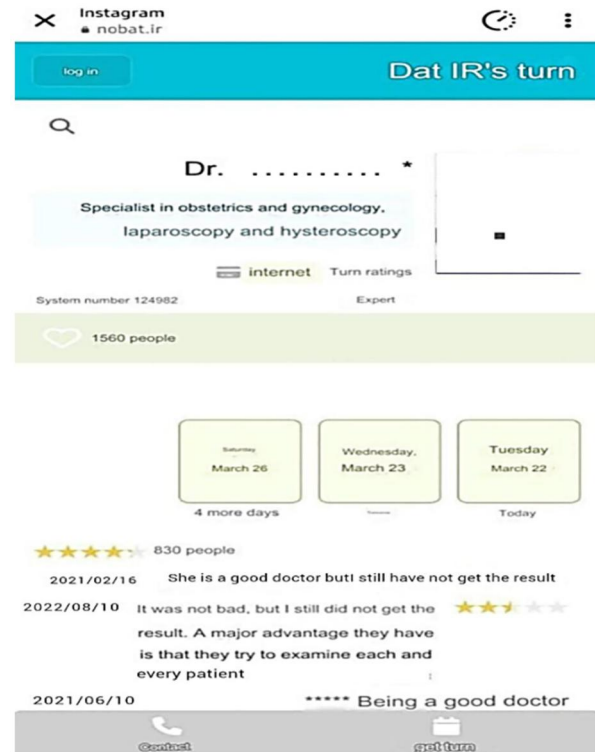 Instagram
nobat.ir
log in
Dat IR's turn
Dr. .......... *
Specialist in obstetrics and gynecology,
laparoscopy and hysteroscopy
internet Turn ratings
System number 124982 Expert
1560 people
Saturday
March 26
Wednesday,
March 23
Tuesday
March 22
4 more days
Today
830 people
2021/02/16 She is a good doctor butI still have not get the result
2022/08/10 It was not bad, but I still did not get the
result. A major advantage they have
is that they try to examine each and
every patient
2021/06/10 ***** Being a good doctor
Contact
get turn